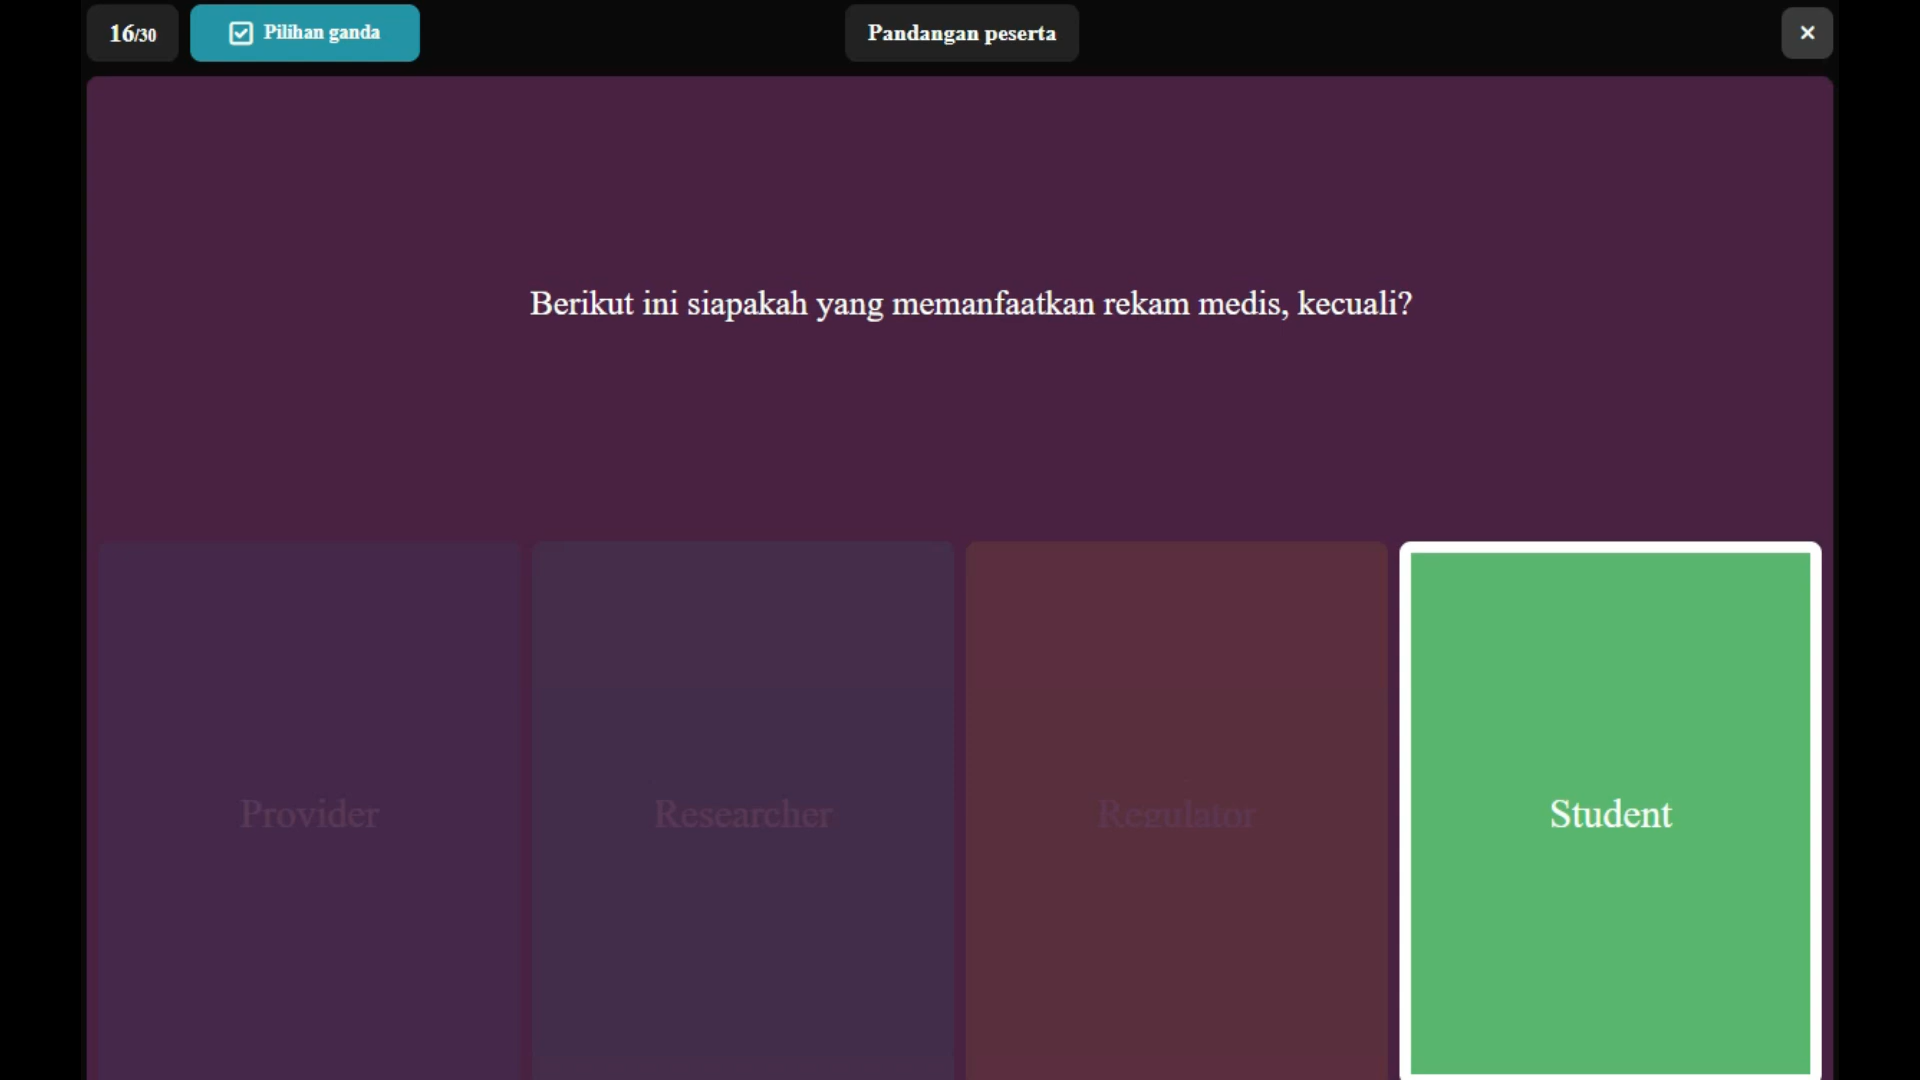 16/30
Pilihan ganda
Pandangan peserta
Berikut ini siapakah yang memanfaatkan rekam medis, kecuali?
Provider
Researcher
Regulator
Student